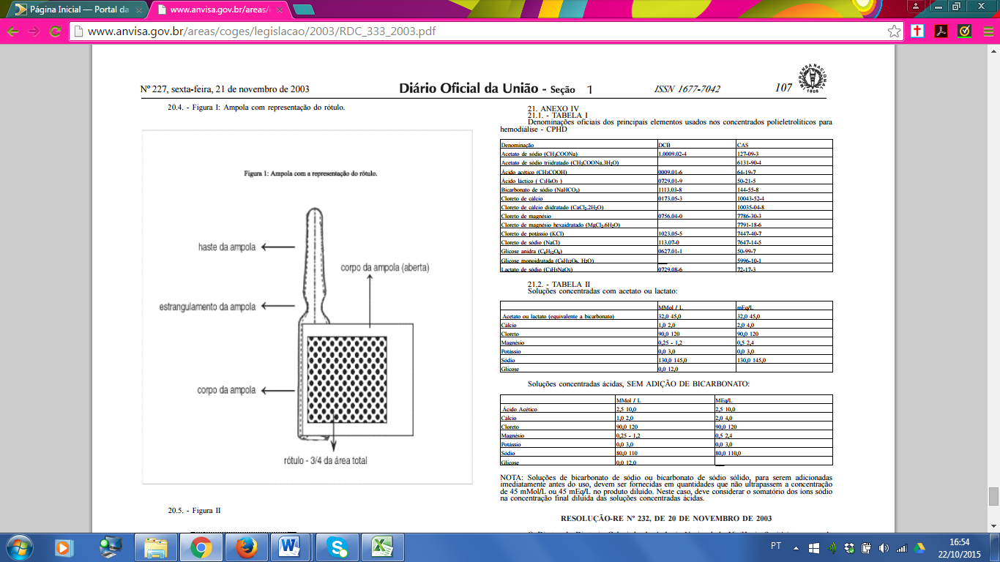 Página Inicial — Portal da
www.anvisa.gov.br/areas/c
www.anvisa.gov.br/areas/coges/legislacao/2003/RDC_333_2003.pdf
Nº 227, sexta-feira, 21 de novembro de 2003
Diário Oficial da União - Seção 1
ISSN 1677-7042
107
20.4. - Figura I: Ampola com representação do rótulo.
Figura 1: Ampola com a representação do rótulo.
haste da ampola
corpo da ampola (aberta)
estrangulamento da ampola
corpo da ampola
rótulo - 3/4 da área total
20.5. - Figura II
21. ANEXO IV
21.1. - TABELA I
Denominações oficiais dos principais elementos usados nos concentrados polieletrolíticos para
hemodiálise - CPHD
Denominação DCB CAS
Acetato de sódio (CH₃COONa) 1.0009.02-4 127-09-3
Acetato de sódio triidratado (CH₃COONa.3H₂O) 6131-90-4
Ácido acético (CH₃COOH) 0009.01-6 64-19-7
Ácido láctico ( C₃H₆O₃ ) 0729.01-9 50-21-5
Bicarbonato de sódio (NaHCO₃) 1113.03-8 144-55-8
Cloreto de cálcio 0173.05-3 10043-52-4
Cloreto de cálcio diidratado (CaCl₂.2H₂O) 10035-04-8
Cloreto de magnésio 0756.04-0 7786-30-3
Cloreto de magnésio hexaidratado (MgCl₂.6H₂O) 7791-18-6
Cloreto de potássio (KCl) 1023.05-5 7447-40-7
Cloreto de sódio (NaCl) 113.07-0 7647-14-5
Glicose anidra (C₆H₁₂O₆) 0627.01-1 50-99-7
Glicose monoidratada (C₆H₁₂O₆. H₂O) 5996-10-1
Lactato de sódio (C₃H₅NaO₃) 0729.08-6 72-17-3
21.2. - TABELA II
Soluções concentradas com acetato ou lactato:
MMol / L mEq/L
Acetato ou lactato (equivalente a bicarbonato) 32,0 45,0 32,0 45,0
Cálcio 1,0 2,0 2,0 4,0
Cloreto 90,0 120 90,0 120
Magnésio 0,25 - 1,2 0,5 2,4
Potássio 0,0 3,0 0,0 3,0
Sódio 130,0 145,0 130,0 145,0
Glicose 0,0 12,0
Soluções concentradas ácidas, SEM ADIÇÃO DE BICARBONATO:
MMol / L MEq/L
Ácido Acético 2,5 10,0 2,5 10,0
Cálcio 1,0 2,0 2,0 4,0
Cloreto 90,0 120 90,0 120
Magnésio 0,25 - 1,2 0,5 2,4
Potássio 0,0 3,0 0,0 3,0
Sódio 80,0 110 80,0 110,0
Glicose 0,0 12,0
NOTA: Soluções de bicarbonato de sódio ou bicarbonato de sódio sólido, para serem adicionadas
imediatamente antes do uso, devem ser fornecidas em quantidades que não ultrapassem a concentração
de 45 mMol/L ou 45 mEq/L no produto diluído. Neste caso, deve considerar o somatório dos íons sódio
na concentração final diluída das soluções concentradas ácidas.
RESOLUÇÃO-RE Nº 232, DE 20 DE NOVEMBRO DE 2003
PT
16:54
22/10/2015